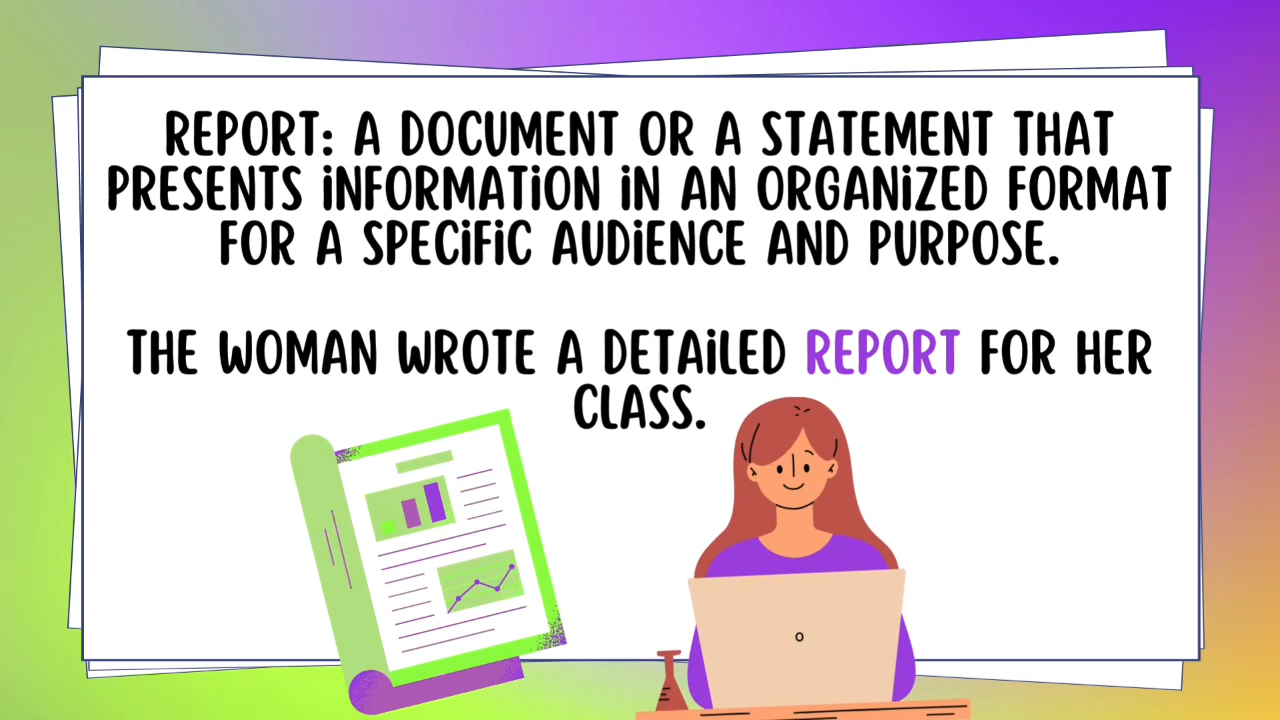 REPORT: A DOCUMENT OR A STATEMENT THAT
PRESENTS iNFORMATiON iN AN ORGANiZED FORMAT
FOR A SPECiFiC AUDiENCE AND PURPOSE.
THE WOMAN WROTE A DETAiLED REPORT FOR HER
CLASS.